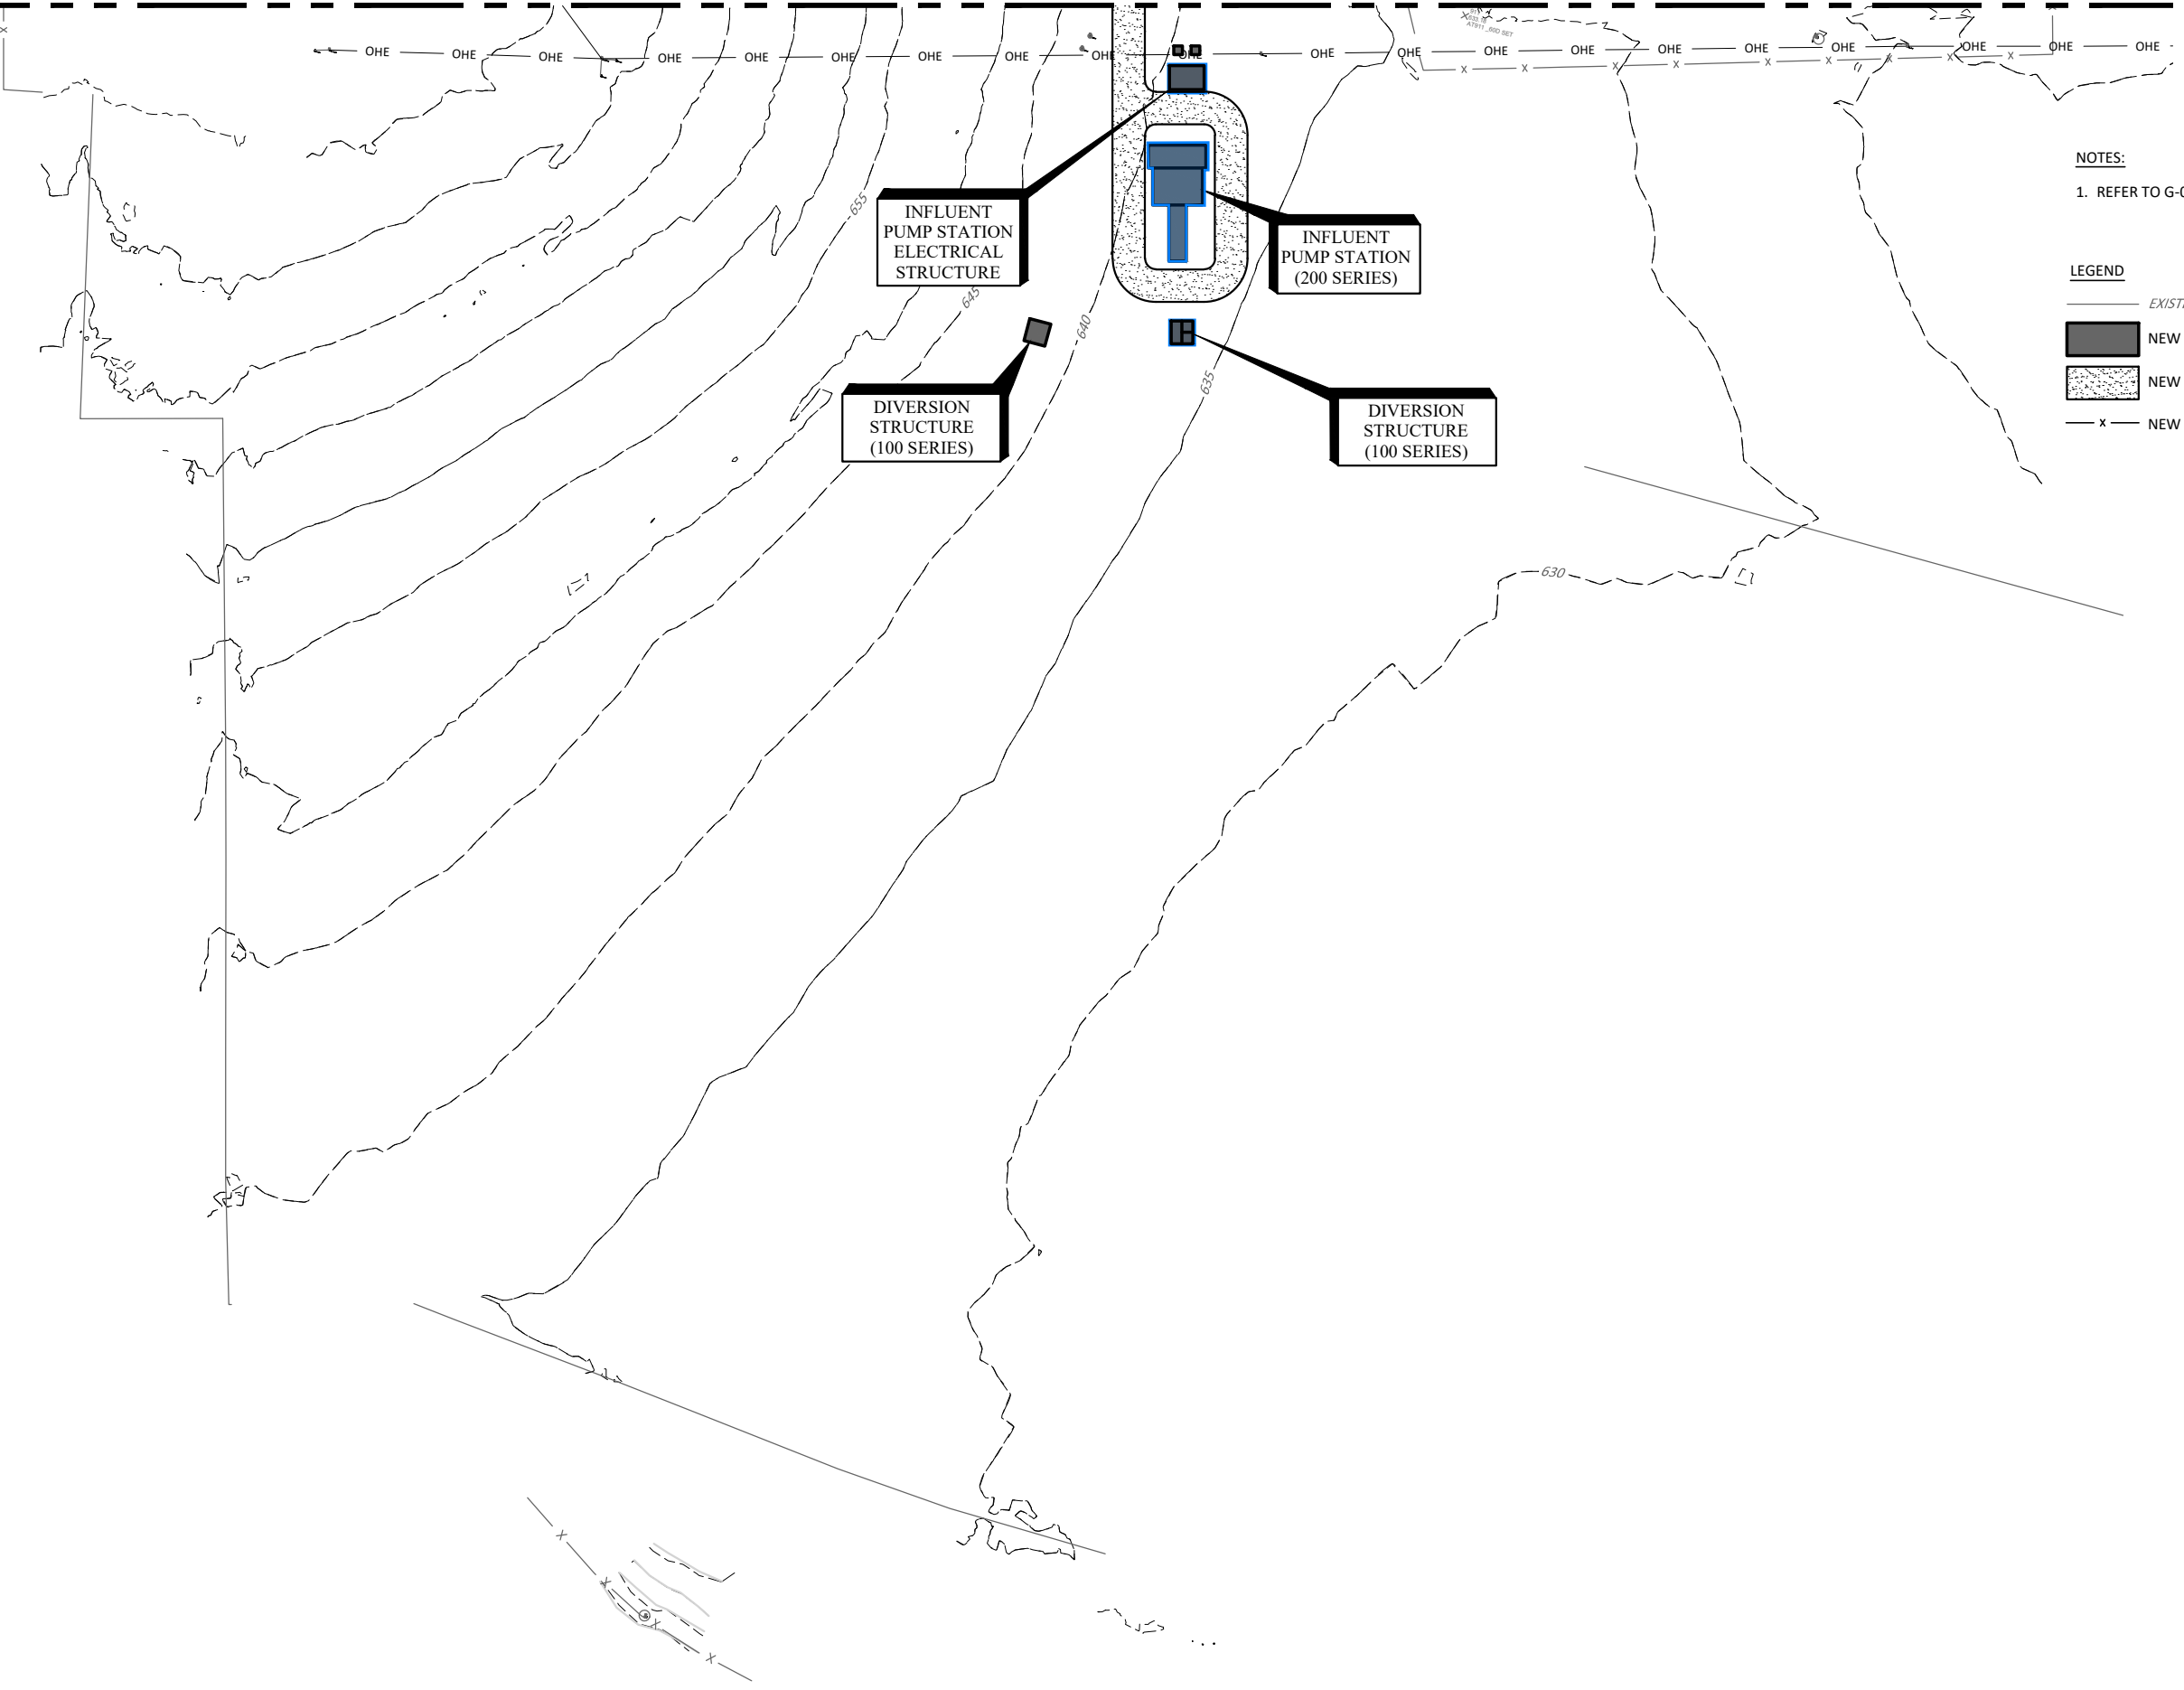 OHE OHE OHE OHE OHE OHE OHE OHE OHE OHE OHE OHE OHE OHE OHE OHE OHE OHE OHE OHE OHE
NOTES:
1. REFER TO G-0
655
INFLUENT
PUMP STATION
ELECTRICAL
STRUCTURE
INFLUENT
PUMP STATION
(200 SERIES)
LEGEND
EXISTI
NEW
NEW
x NEW
645
640
635
DIVERSION
STRUCTURE
(100 SERIES)
DIVERSION
STRUCTURE
(100 SERIES)
630